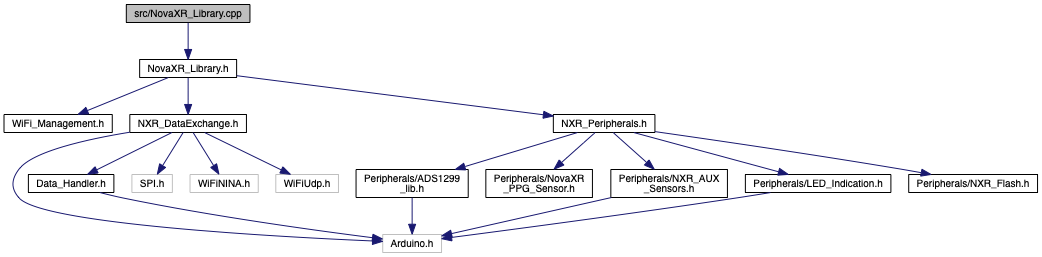 src/NovaXR_Library.cpp
NovaXR_Library.h
WiFi_Management.h
NXR_DataExchange.h
NXR_Peripherals.h
Data_Handler.h
SPI.h
WiFiNINA.h
WiFiUdp.h
Peripherals/ADS1299
_lib.h
Peripherals/NovaXR
_PPG_Sensor.h
Peripherals/NXR_AUX
_Sensors.h
Peripherals/LED_Indication.h
Peripherals/NXR_Flash.h
Arduino.h